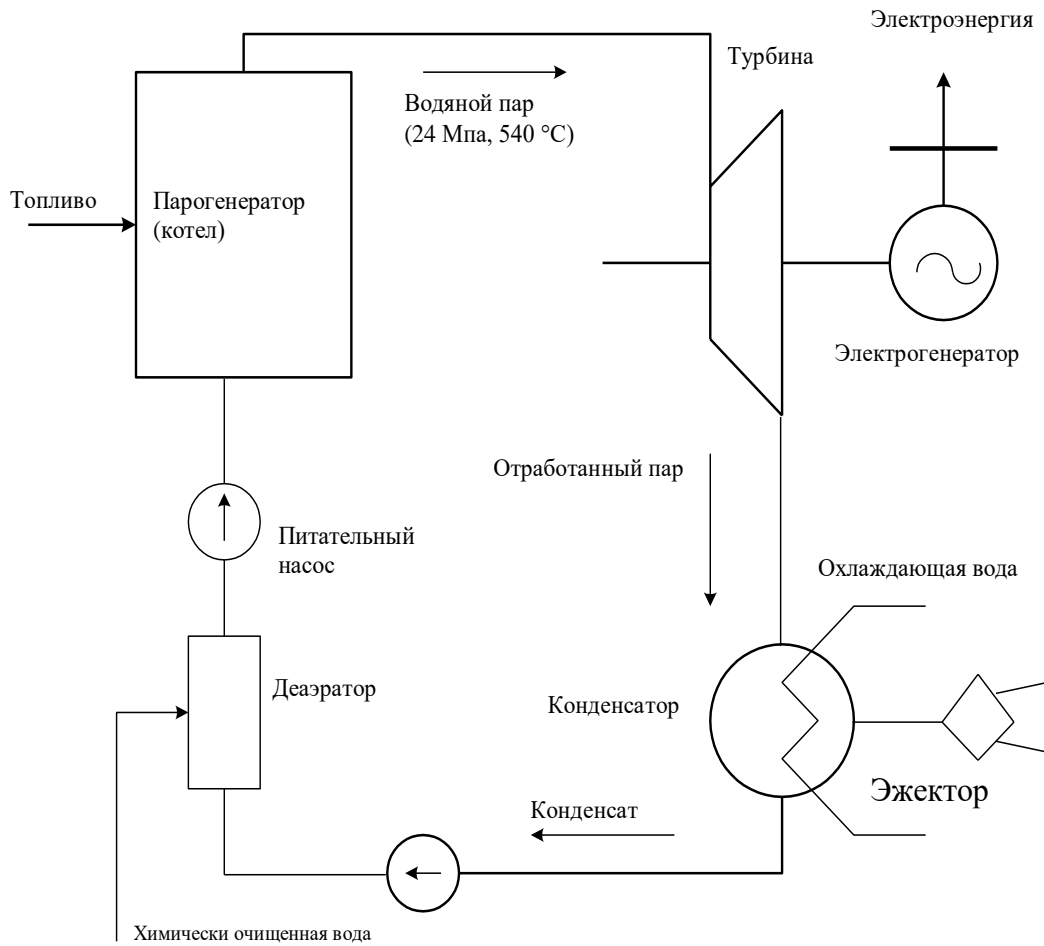 Электроэнергия
Турбина
Водяной пар
(24 Мпа, 540 °С)
Топливо
Парогенератор
(котел)
Электрогенератор
Отработанный пар
Питательный
насос
Охлаждающая вода
Деаэратор
Конденсатор
Эжектор
Конденсат
Химически очищенная вода